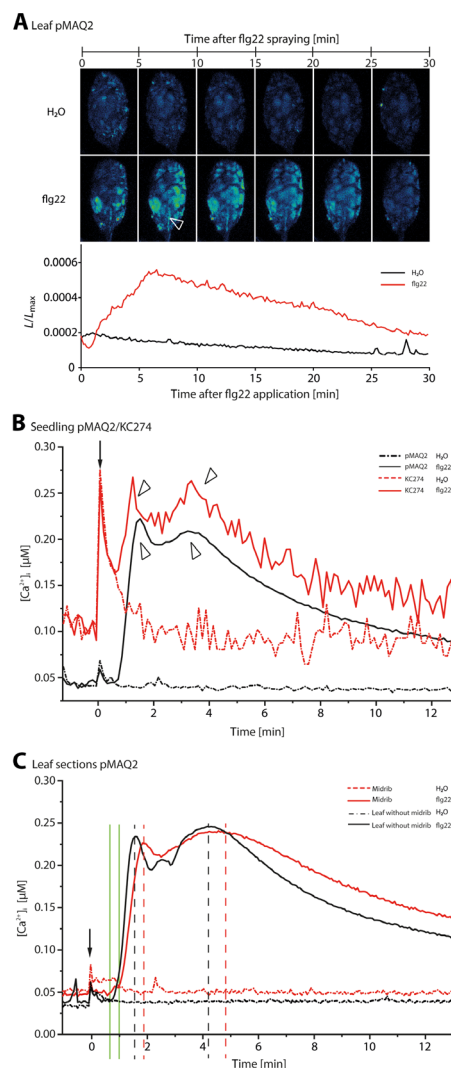 A Leaf pMAQ2
Time after flg22 spraying [min]
0 5 10 15 20 25 30
H₂O
flg22
0.0006
0.0004
0.0002
0
L/Lmax
H₂O
flg22
0 5 10 15 20 25 30
Time after flg22 application [min]
B Seedling pMAQ2/KC274
0.30
0.25
0.20
0.15
0.10
0.05
[Ca²⁺]i [µM]
pMAQ2 H₂O
pMAQ2 flg22
KC274 H₂O
KC274 flg22
0 2 4 6 8 10 12
Time [min]
C Leaf sections pMAQ2
0.30
0.25
0.20
0.15
0.10
0.05
0.00
[Ca²⁺]i [µM]
Midrib H₂O
Midrib flg22
Leaf without midrib H₂O
Leaf without midrib flg22
0 2 4 6 8 10 12
Time [min]